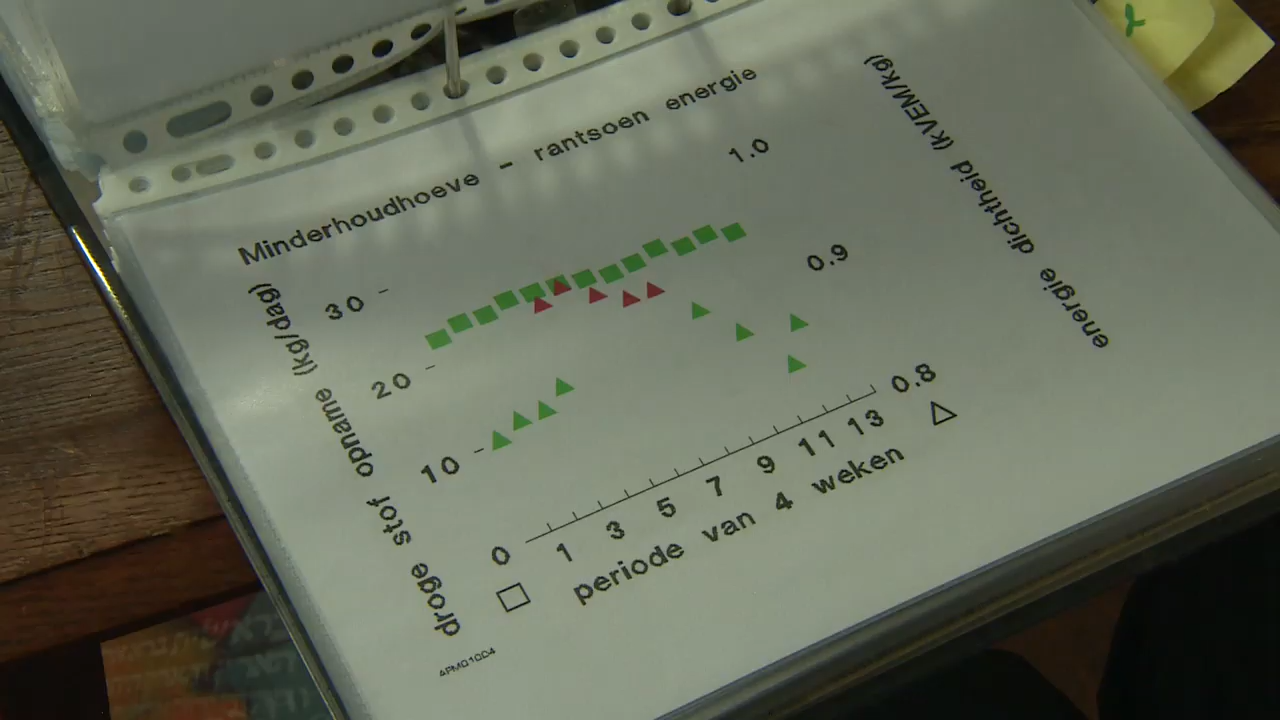 Minderhoudhoeve - rantsoen energie
droge stof opname (kg/dag)
30
20
10
0
1.0
0.9
0.8
energie dichtheid (kVEM/kg)
1 3 5 7 9 11 13
periode van 4 weken
APM01CD4